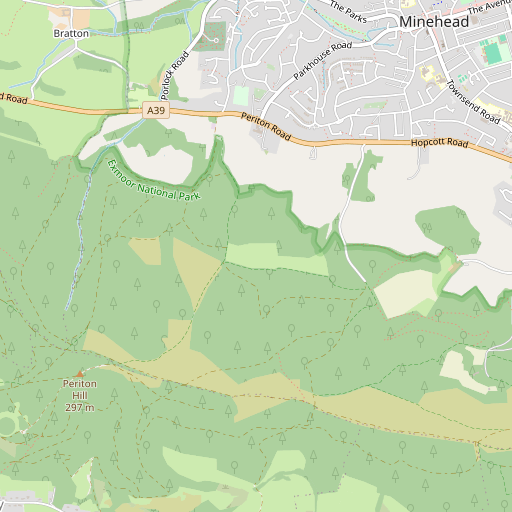 The Parks
The Avenu
Minehead
Bratton
Parkhouse Road
Porlock Road
Townsend Road
d Road
A39
Periton Road
Hopcott Road
Exmoor National Park
Periton
Hill
297 m